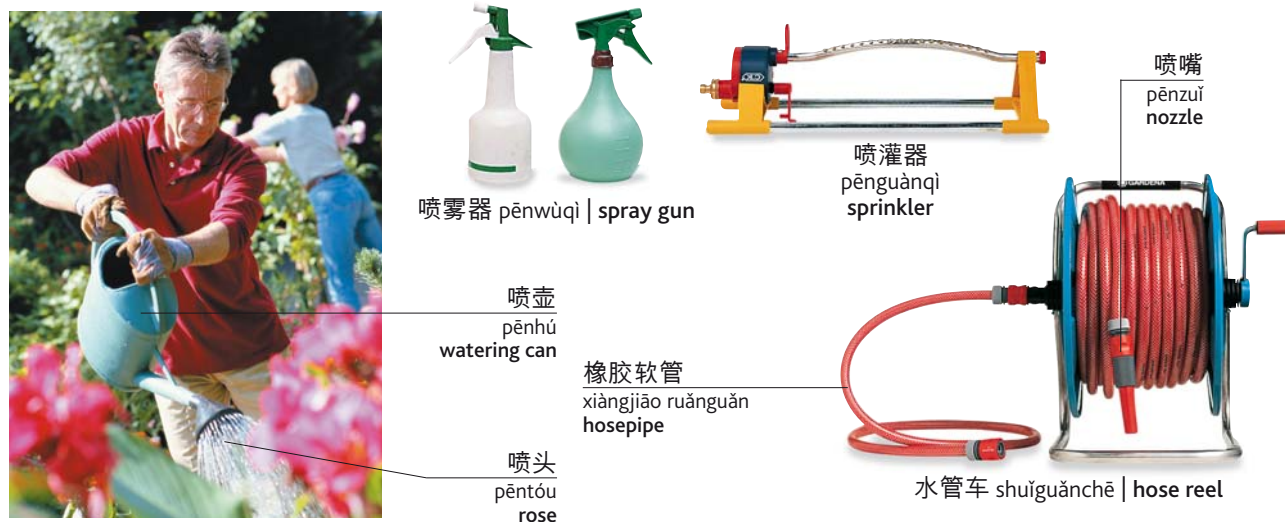 喷雾器 pēnwùqì | spray gun
喷灌器
pēnguànqì
sprinkler
喷嘴
pēnzuǐ
nozzle
GARDENA
喷壶
pēnhú
watering can
橡胶软管
xiàngjiāo ruǎnguǎn
hosepipe
喷头
pēntóu
rose
水管车 shuǐguǎnchē | hose reel